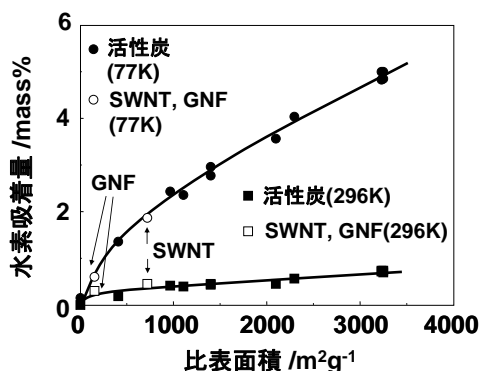 水素吸着量 /mass%
6
4
2
0
活性炭
(77K)
SWNT, GNF
(77K)
GNF
活性炭(296K)
SWNT, GNF(296K)
SWNT
0
1000
2000
3000
4000
比表面積 /m²g⁻¹